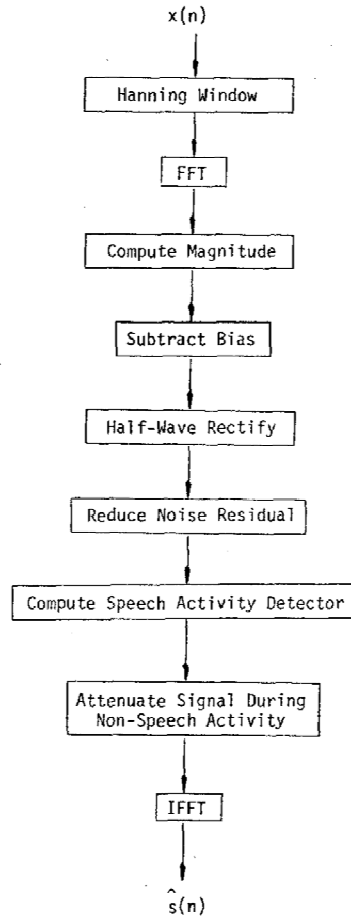 x(n)
Hanning Window
FFT
Compute Magnitude
Subtract Bias
Half-Wave Rectify
Reduce Noise Residual
Compute Speech Activity Detector
Attenuate Signal During
Non-Speech Activity
IFFT
ŝ(n)